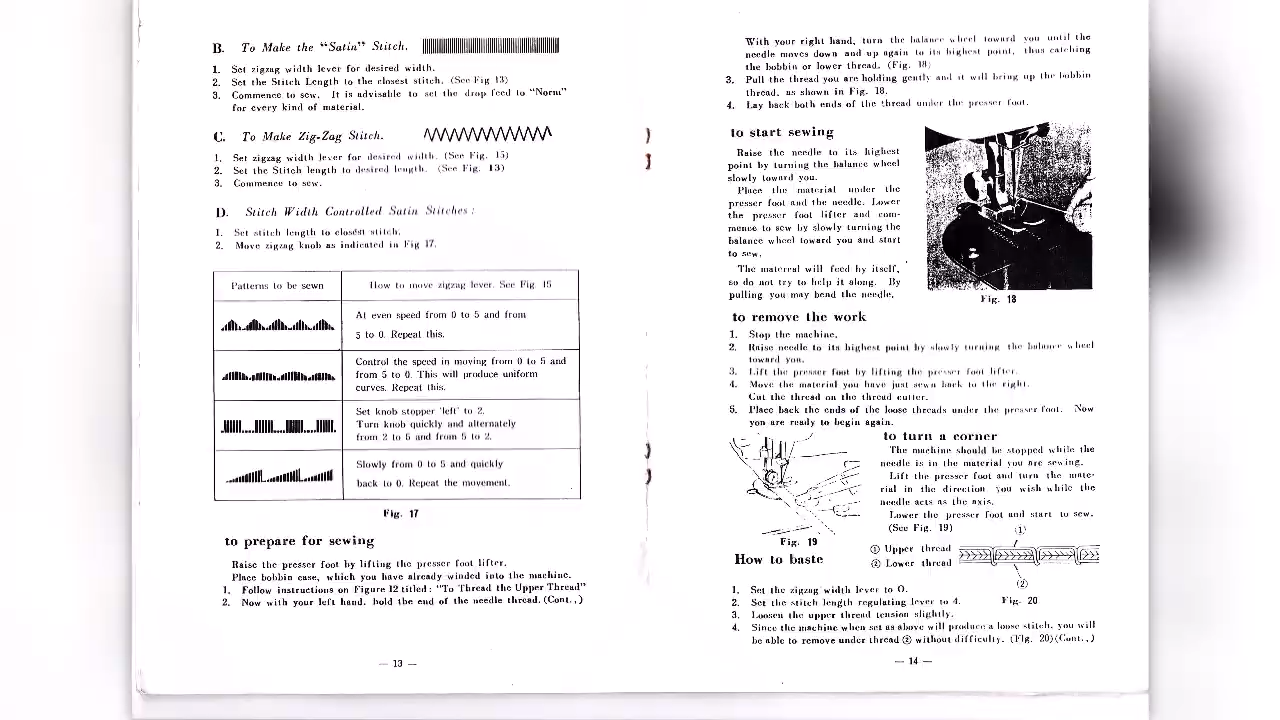 B. To Make the “Satin” Stitch.
1. Set zigzag width lever for desired width.
2. Set the Stitch Length to the closest stitch. (See Fig 13)
3. Commence to sew. It is advisable to set the drop feed to “Norm”
for every kind of material.
C. To Make Zig-Zag Stitch.
1. Set zigzag width lever for desired width. (See Fig. 15)
2. Set the Stitch length to desired length. (See Fig. 13)
3. Commence to sew.
D. Stitch Width Controlled Satin Stitches :
1. Set stitch length to closest stitch.
2. Move zigzag knob as indicated in Fig 17.
Patterns to be sewn
How to move zigzag lever. See Fig. 15
At even speed from 0 to 5 and from
5 to 0. Repeat this.
Control the speed in moving from 0 to 5 and
from 5 to 0. This will produce uniform
curves. Repeat this.
Set knob stopper 'left' to 2.
Turn knob quickly and alternately
from 2 to 5 and from 5 to 2.
Slowly from 0 to 5 and quickly
back to 0. Repeat the movement.
Fig. 17
to prepare for sewing
Raise the presser foot by lifting the presser foot lifter.
Place bobbin case, which you have already winded into the machine.
1. Follow instructions on Figure 12 titled : “To Thread the Upper Thread”
2. Now with your left hand, hold the end of the needle thread. (Cont.,)
— 13 —
With your right hand, turn the balance wheel toward you until the
needle moves down and up again to its highest point, thus catching
the bobbin or lower thread. (Fig. 18)
3. Pull the thread you are holding gently and it will bring up the bobbin
thread, as shown in Fig. 18.
4. Lay back both ends of the thread under the presser foot.
to start sewing
Raise the needle to its highest
point by turning the balance wheel
slowly toward you.
Place the material under the
presser foot and the needle. Lower
the presser foot lifter and com-
mence to sew by slowly turning the
balance wheel toward you and start
to sew.
The material will feed by itself,
so do not try to help it along. By
pulling you may bend the needle.
Fig. 18
to remove the work
1. Stop the machine.
2. Raise needle to its highest point by slowly turning the balance wheel
toward you.
3. Lift the presser foot by lifting the presser foot lifter.
4. Move the material you have just sewn back to the right.
Cut the thread on the thread cutter.
5. Place back the ends of the loose threads under the presser foot. Now
you are ready to begin again.
to turn a corner
The machine should be stopped while the
needle is in the material you are sewing.
Lift the presser foot and turn the mate-
rial in the direction you wish while the
needle acts as the axis.
Lower the presser foot and start to sew.
(See Fig. 19)
Fig. 19
How to baste
① Upper thread
② Lower thread
①
②
Fig. 20
1. Set the zigzag width lever to O.
2. Set the stitch length regulating lever to 4.
3. Loosen the upper thread tension slightly.
4. Since the machine when set as above will produce a loose stitch, you will
be able to remove under thread ② without difficulty. (Fig. 20)(Cont.,)
— 14 —